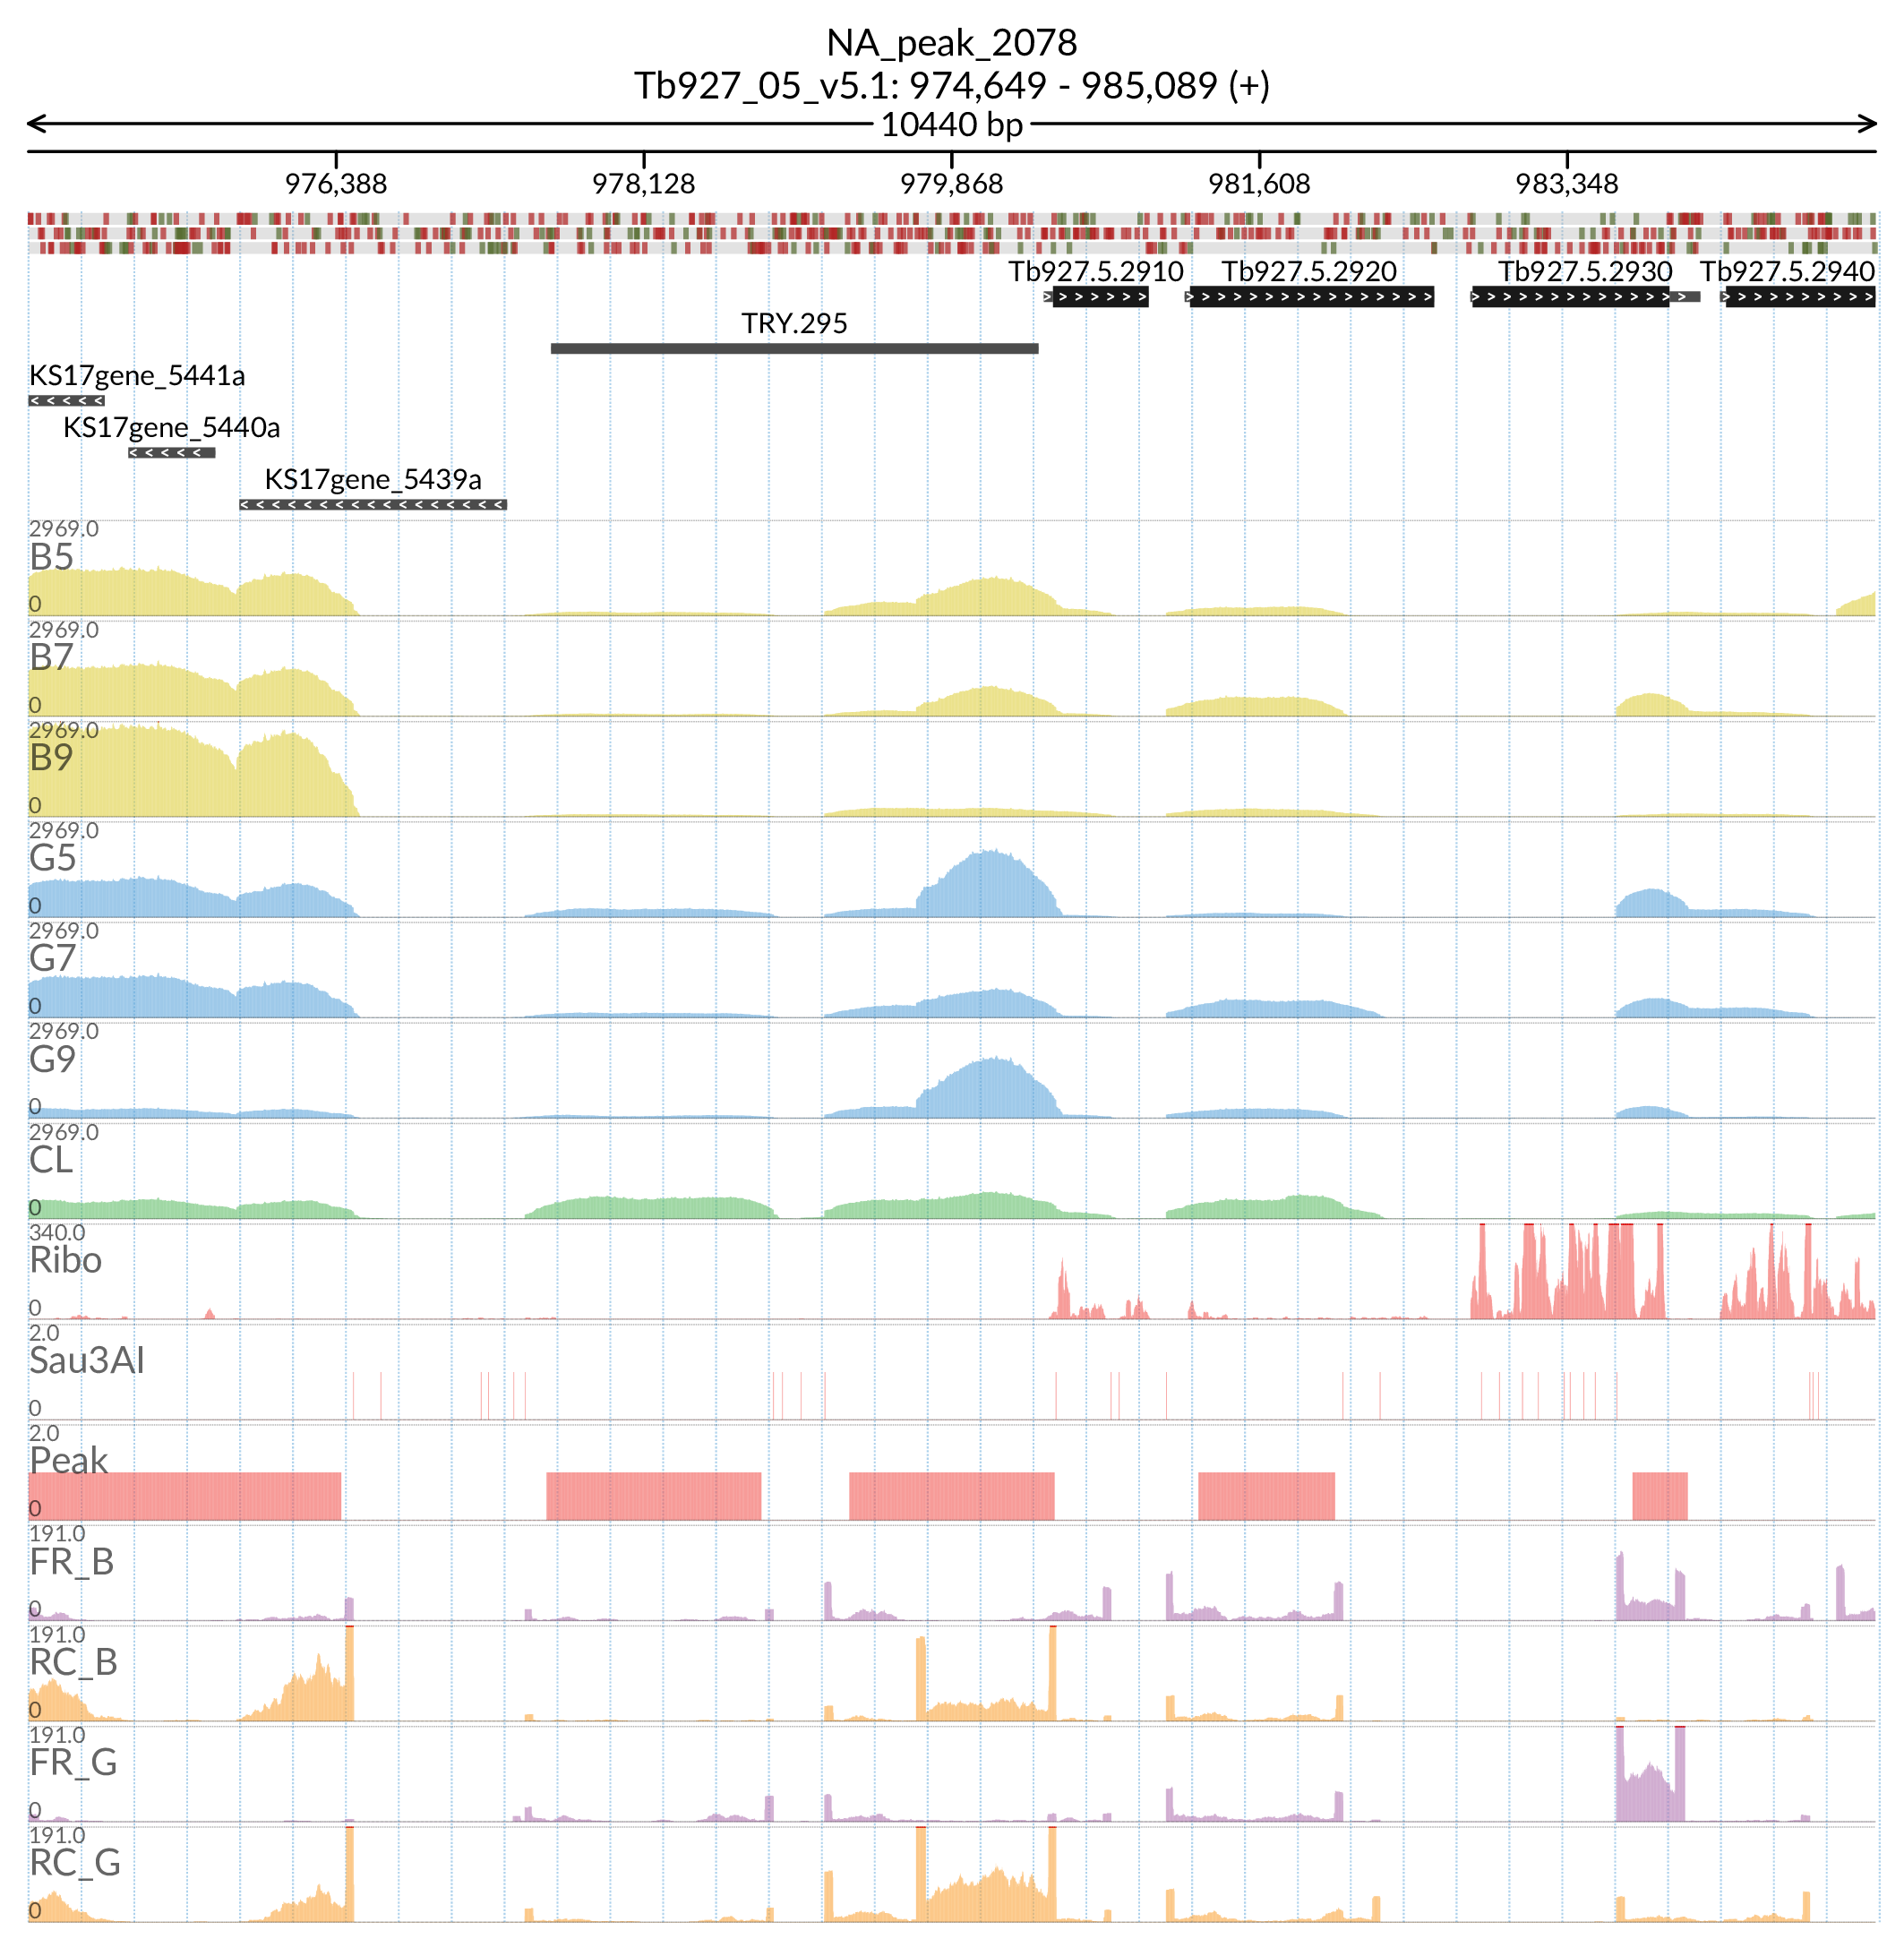 NA_peak_2078
Tb927_05_v5.1: 974,649 - 985,089 (+)
10440 bp
976,388 978,128 979,868 981,608 983,348
Tb927.5.2910 Tb927.5.2920 Tb927.5.2930 Tb927.5.2940
TRY.295
KS17gene_5441a
KS17gene_5440a
KS17gene_5439a
2969.0
B5
0
2969.0
B7
0
2969.0
B9
0
2969.0
G5
0
2969.0
G7
0
2969.0
G9
0
2969.0
CL
0
340.0
Ribo
0
2.0
Sau3AI
0
2.0
Peak
0
191.0
FR_B
0
191.0
RC_B
0
191.0
FR_G
0
191.0
RC_G
0